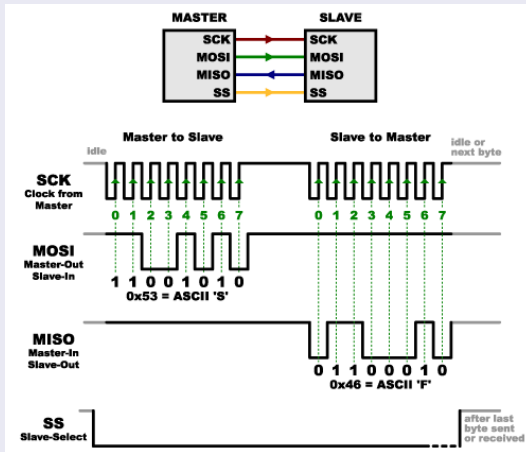 MASTER SLAVE
SCK SCK
MOSI MOSI
MISO MISO
SS SS
Master to Slave Slave to Master
idle idle or
next byte
SCK
Clock from
Master
0 1 2 3 4 5 6 7 0 1 2 3 4 5 6 7
MOSI
Master-Out
Slave-In
1 1 0 0 1 0 1 0
0x53 = ASCII 'S'
MISO
Master-In
Slave-Out
0 1 1 0 0 0 1 0
0x46 = ASCII 'F'
SS
Slave-Select
after last
byte sent
or received